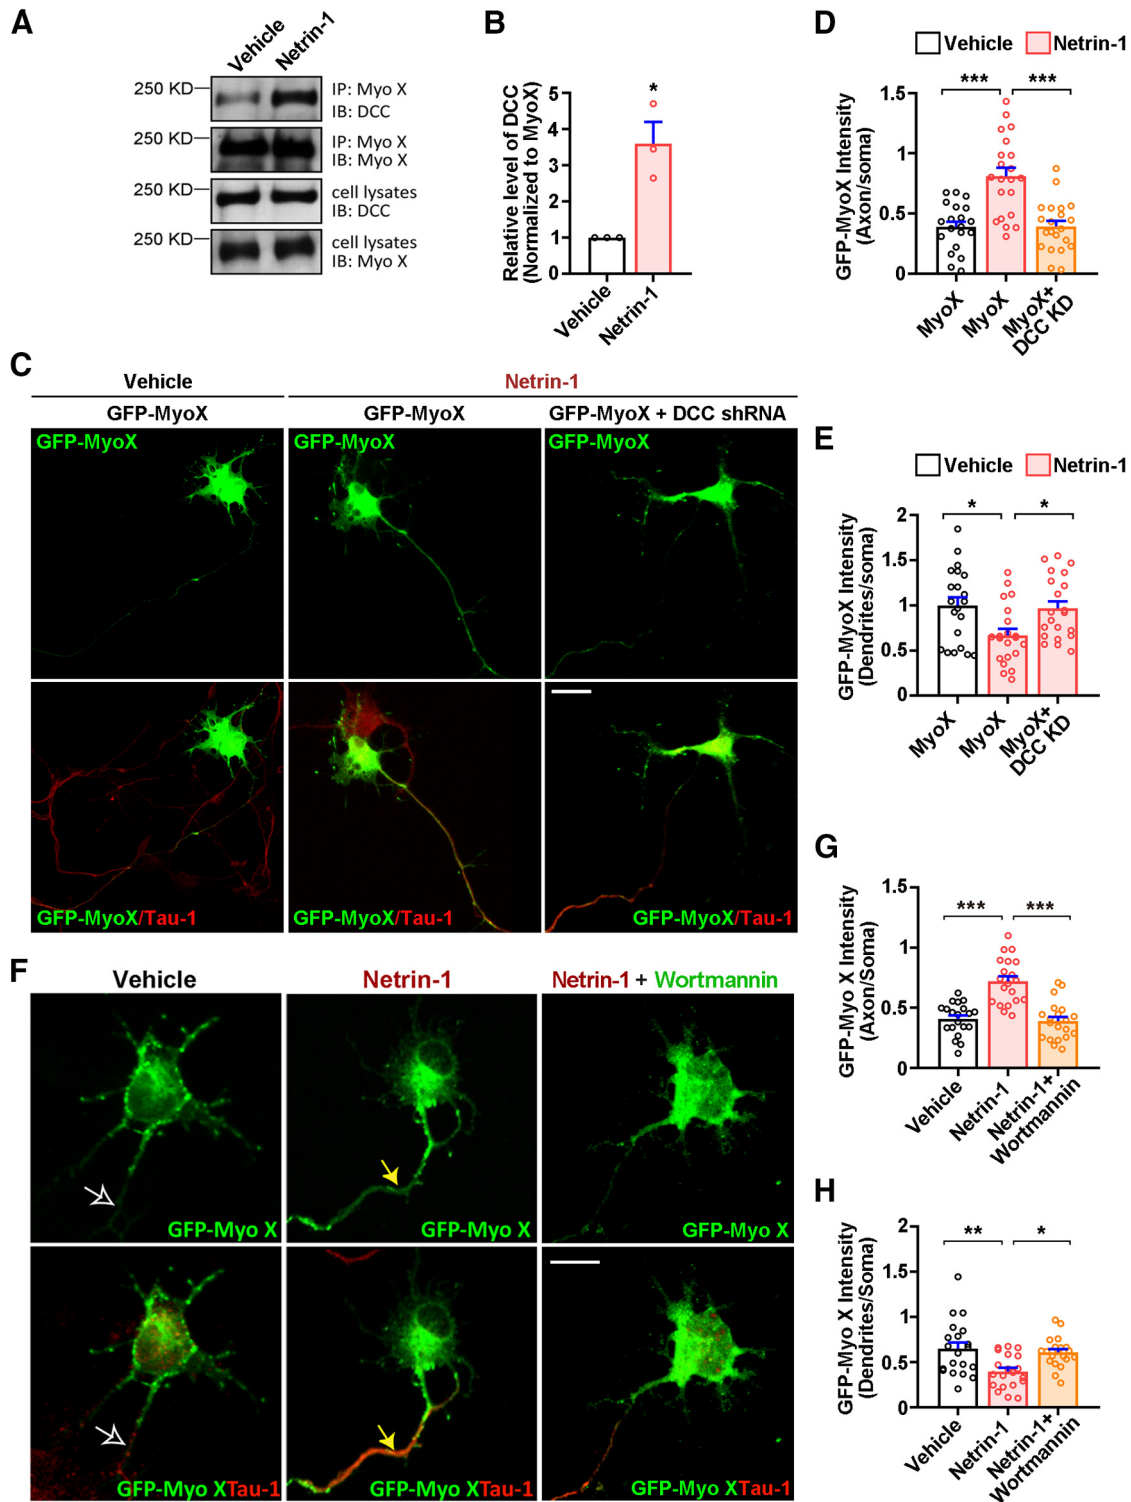 A
Vehicle
Netrin-1
250 KD
IP: Myo X
IB: DCC
250 KD
IP: Myo X
IB: Myo X
250 KD
cell lysates
IB: DCC
250 KD
cell lysates
IB: Myo X
B
Relative level of DCC
(Normalized to MyoX)
5
4
3
2
1
0
*
Vehicle
Netrin-1
D
Vehicle
Netrin-1
GFP-MyoX Intensity
(Axon/soma)
1.5
1
0.5
0
***
***
MyoX
MyoX
MyoX+
DCC KD
C
Vehicle
Netrin-1
GFP-MyoX
GFP-MyoX
GFP-MyoX + DCC shRNA
GFP-MyoX
GFP-MyoX
GFP-MyoX
GFP-MyoX/Tau-1
GFP-MyoX/Tau-1
GFP-MyoX/Tau-1
E
Vehicle
Netrin-1
GFP-MyoX Intensity
(Dendrites/soma)
2
1.5
1
0.5
0
*
*
MyoX
MyoX
MyoX+
DCC KD
F
Vehicle
Netrin-1
Netrin-1 + Wortmannin
GFP-Myo X
GFP-Myo X
GFP-Myo X
GFP-Myo XTau-1
GFP-Myo XTau-1
GFP-Myo XTau-1
G
GFP-Myo X Intensity
(Axon/Soma)
1.5
1
0.5
0
***
***
Vehicle
Netrin-1
Netrin-1+
Wortmannin
H
GFP-Myo X Intensity
(Dendrites/Soma)
2
1.5
1
0.5
0
**
*
Vehicle
Netrin-1
Netrin-1+
Wortmannin